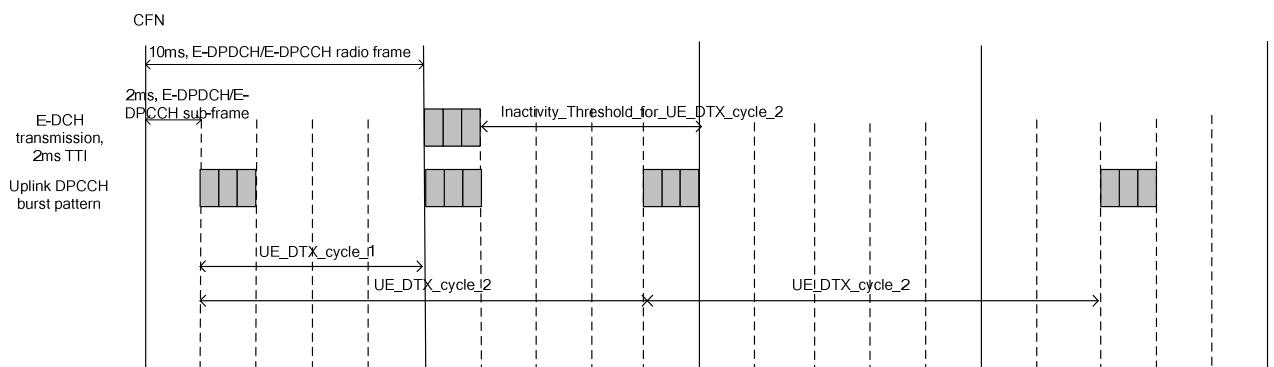 CFN
10ms, E-DPDCH/E-DPCCH radio frame
2ms, E-DPDCH/E-
DPCCH sub-frame
Inactivity_Threshold_for_UE_DTX_cycle_2
E-DCH
transmission,
2ms TTI
Uplink DPCCH
burst pattern
UE_DTX_cycle_1
UE_DTX_cycle_2
UE_DTX_cycle_2